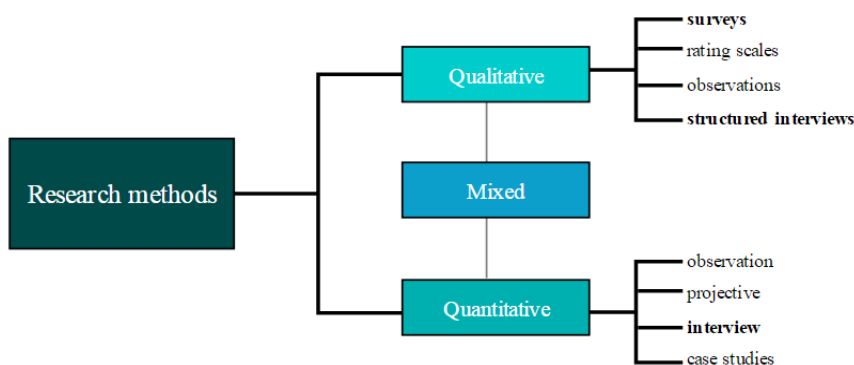 Research methods
Qualitative
surveys
rating scales
observations
structured interviews
Mixed
Quantitative
observation
projective
interview
case studies